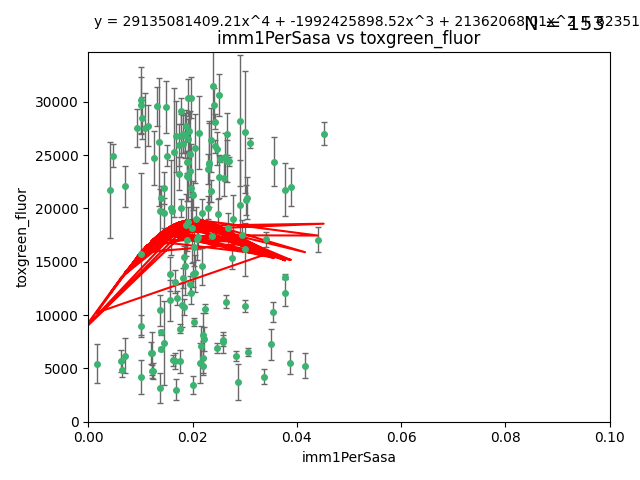 y = 29135081409.21x^4 + -1992425898.52x^3 + 21362068
N = 153
imm1PerSasa vs toxgreen_fluor
30000
25000
20000
15000
10000
5000
0
toxgreen_fluor
0.00 0.02 0.04 0.06 0.08 0.10
imm1PerSasa